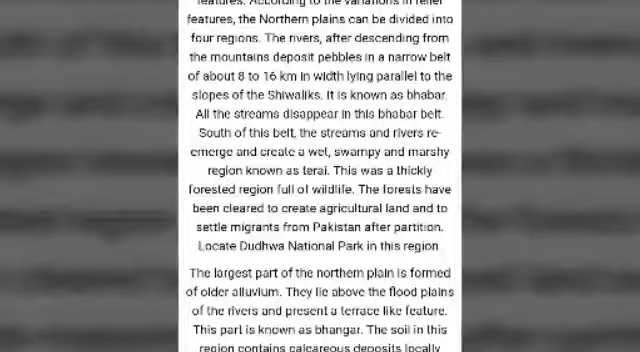 features. According to the variations in relief
features, the Northern plains can be divided into
four regions. The rivers, after descending from
the mountains deposit pebbles in a narrow belt
of about 8 to 16 km in width lying parallel to the
slopes of the Shiwaliks. It is known as bhabar.
All the streams disappear in this bhabar belt.
South of this belt, the streams and rivers re-
emerge and create a wet, swampy and marshy
region known as terai. This was a thickly
forested region full of wildlife. The forests have
been cleared to create agricultural land and to
settle migrants from Pakistan after partition.
Locate Dudhwa National Park in this region
The largest part of the northern plain is formed
of older alluvium. They lie above the flood plains
of the rivers and present a terrace like feature.
This part is known as bhangar. The soil in this
region contains calcareous deposits locally